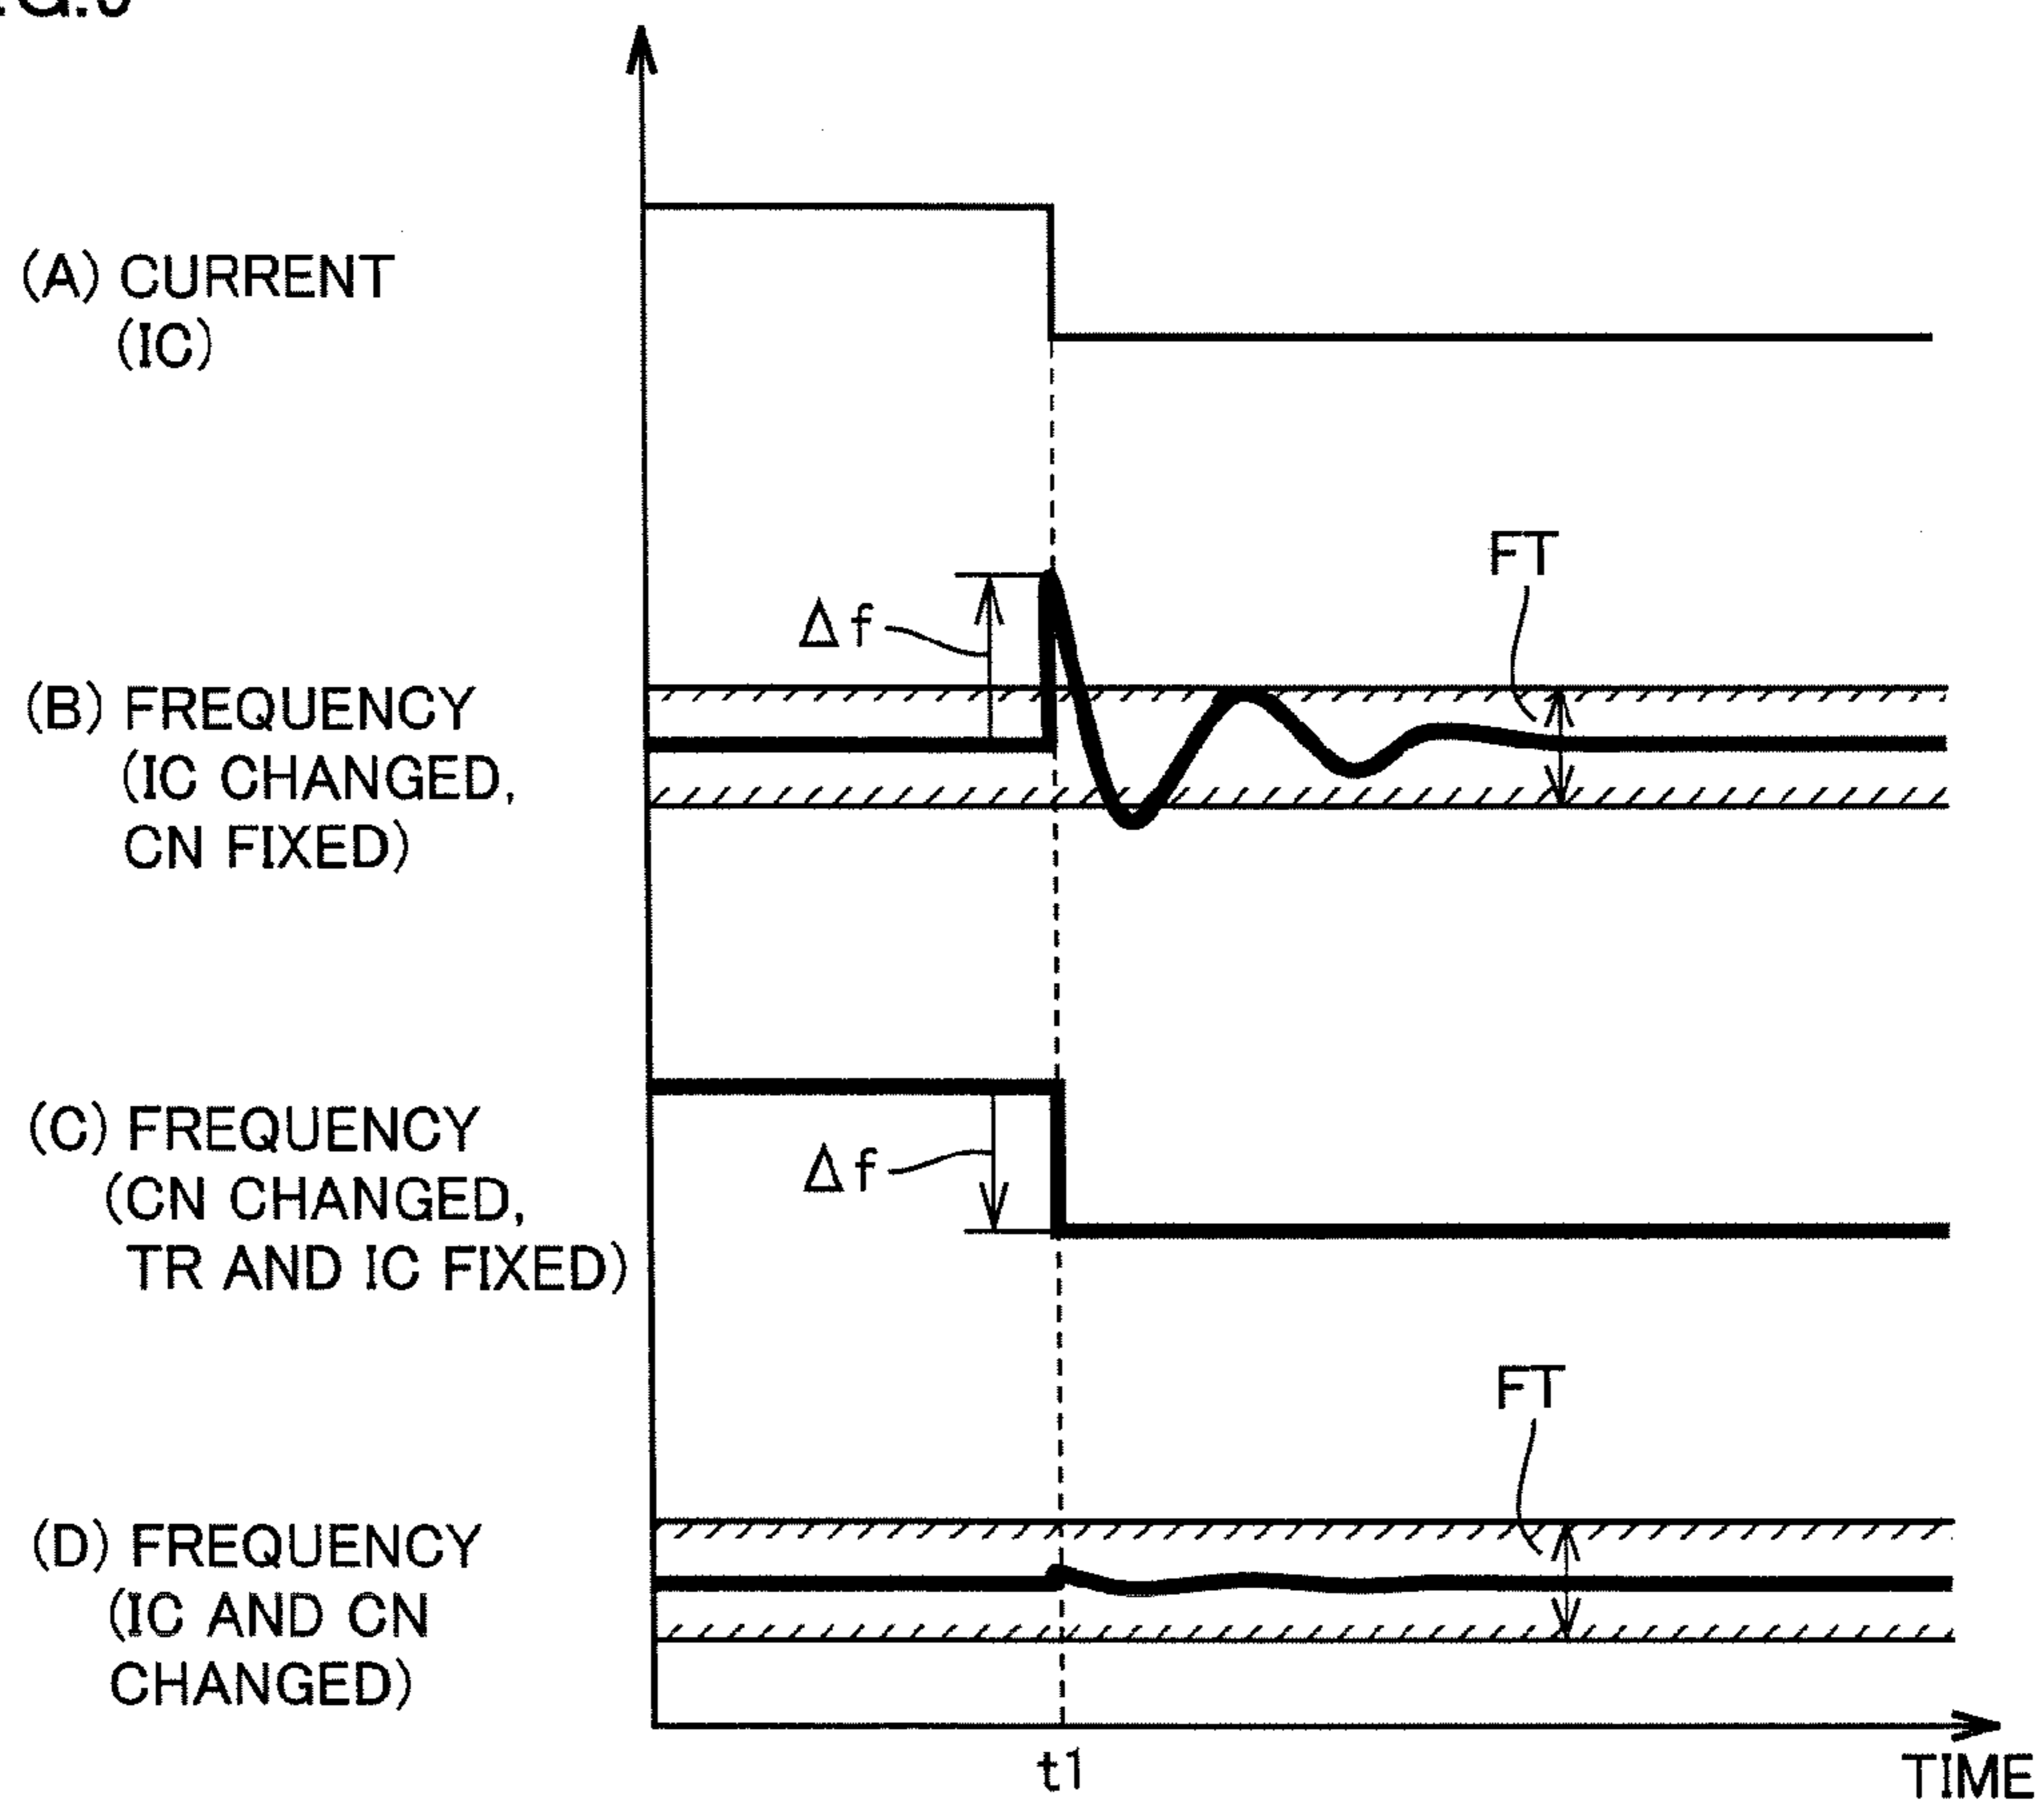 (A) CURRENT
(IC)
FT
Δf
(B) FREQUENCY
(IC CHANGED,
CN FIXED)
(C) FREQUENCY
Δf
(CN CHANGED,
TR AND IC FIXED)
FT
(D) FREQUENCY
(IC AND CN
CHANGED)
t1
TIME